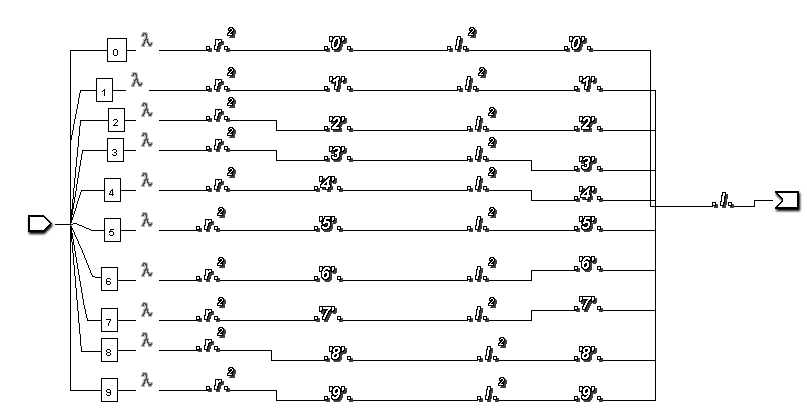 0 λ .r.² .'0'. .l.² .'0'.
1 λ .r.² .'1'. .l.² .'1'.
2 λ .r.² .'2'. .l.² .'2'.
3 λ .r.² .'3'. .l.² .'3'.
4 λ .r.² .'4'. .l.² .'4'.
.l.
5 λ .r.² .'5'. .l.² .'5'.
6 λ .r.² .'6'. .l.² .'6'.
7 λ .r.² .'7'. .l.² .'7'.
8 λ .r.² .'8'. .l.² .'8'.
9 λ .r.² .'9'. .l.² .'9'.